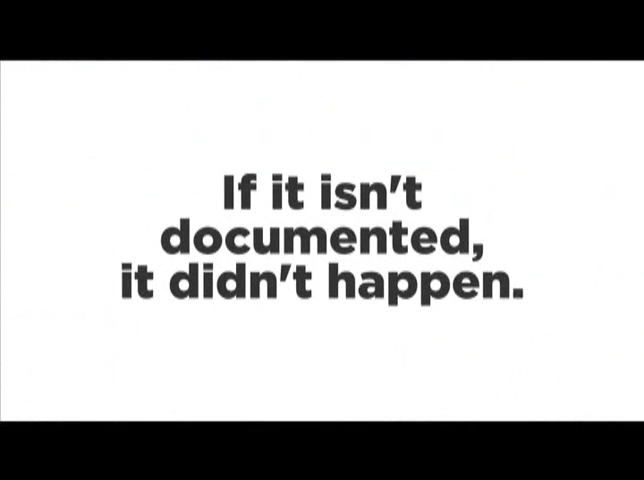 If it isn't
documented,
it didn't happen.